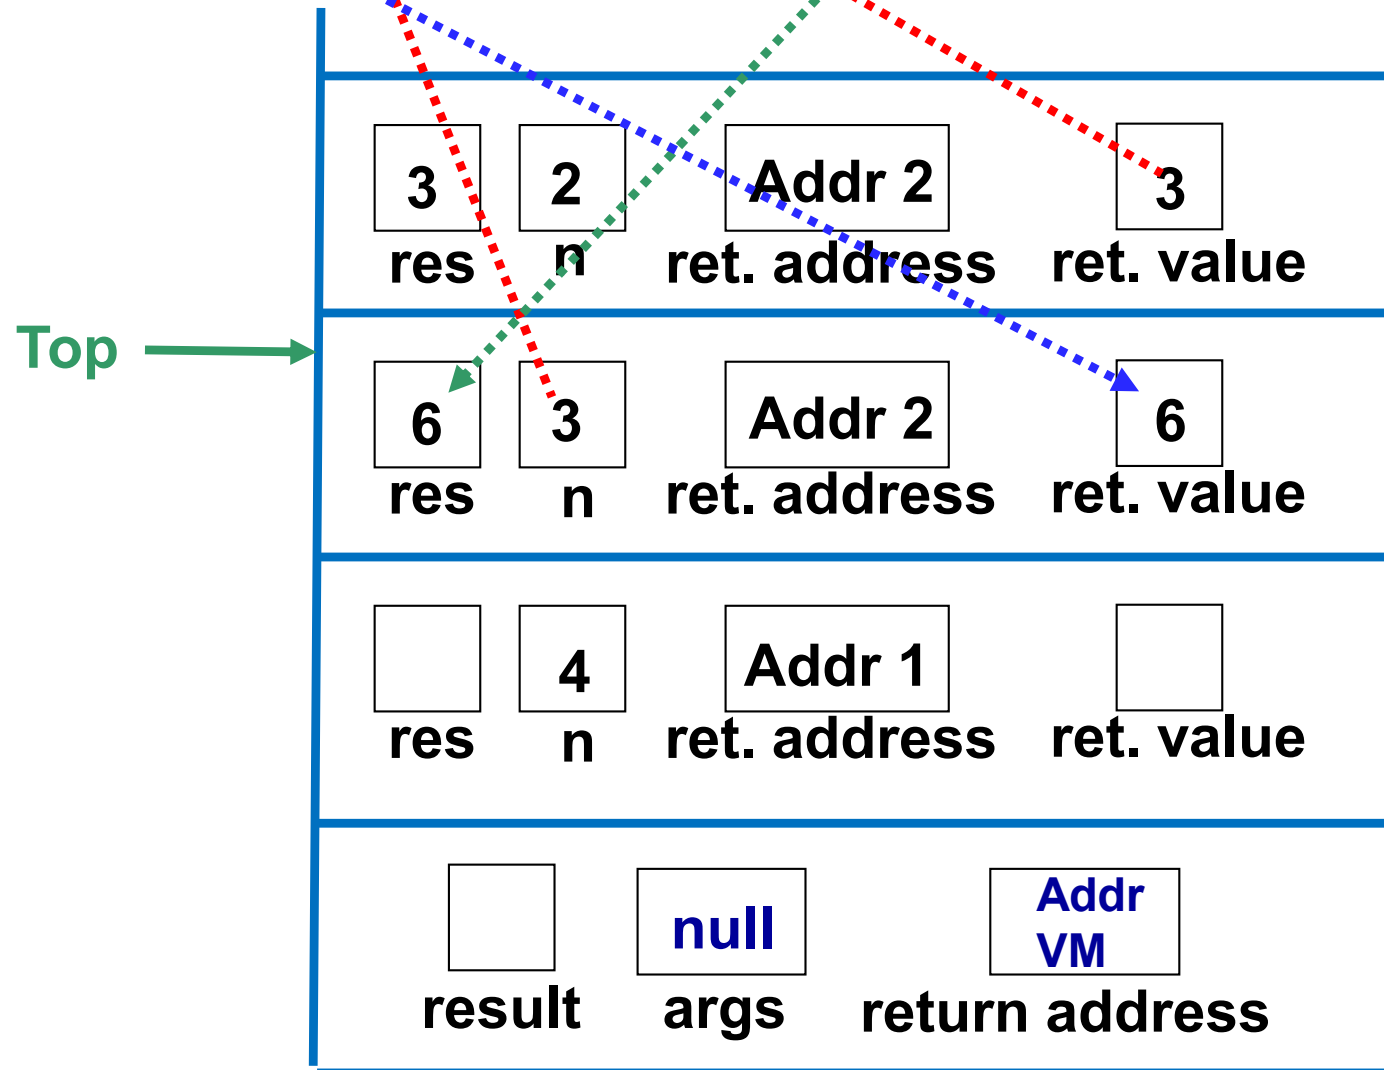 3 2 Addr 2 3
res n ret. address ret. value
Top
6 3 Addr 2 6
res n ret. address ret. value
4 Addr 1
res n ret. address ret. value
null Addr VM
result args return address